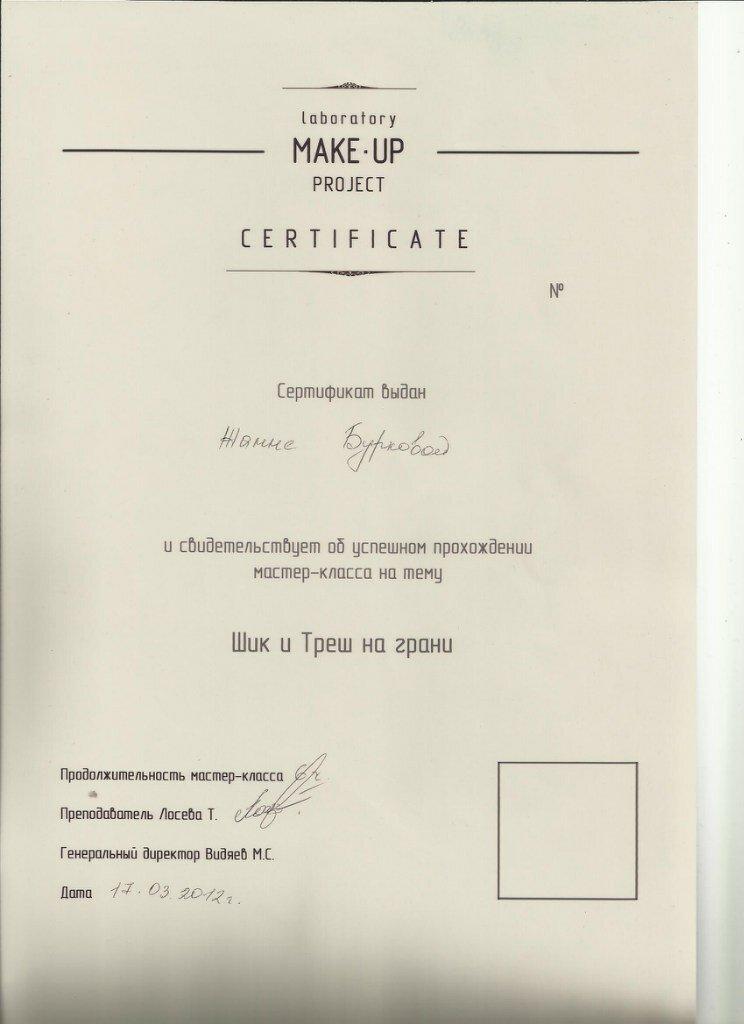 laboratory
MAKE·UP
PROJECT
CERTIFICATE
№
Сертификат выдан
Жанне Бурковой
и свидетельствует об успешном прохождении
мастер-класса на тему
Шик и Треш на грани
Продолжительность мастер-класса
Преподаватель Лосева Т.
Генеральный директор Видяев М.С.
Дата 17.03.2012г.